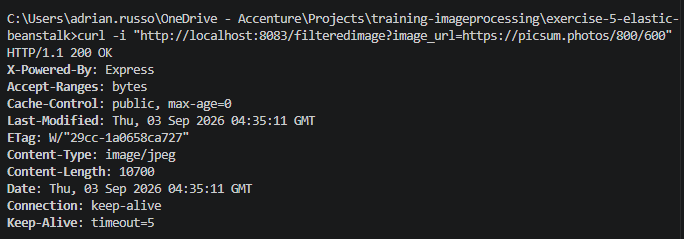 C:\Users\adrian.russo\OneDrive - Accenture\Projects\training-imageprocessing\exercise-5-elastic-
beanstalk>curl -i "http://localhost:8083/filteredimage?image_url=https://picsum.photos/800/600"
HTTP/1.1 200 OK
X-Powered-By: Express
Accept-Ranges: bytes
Cache-Control: public, max-age=0
Last-Modified: Thu, 03 Sep 2026 04:35:11 GMT
ETag: W/"29cc-1a0658ca727"
Content-Type: image/jpeg
Content-Length: 10700
Date: Thu, 03 Sep 2026 04:35:11 GMT
Connection: keep-alive
Keep-Alive: timeout=5